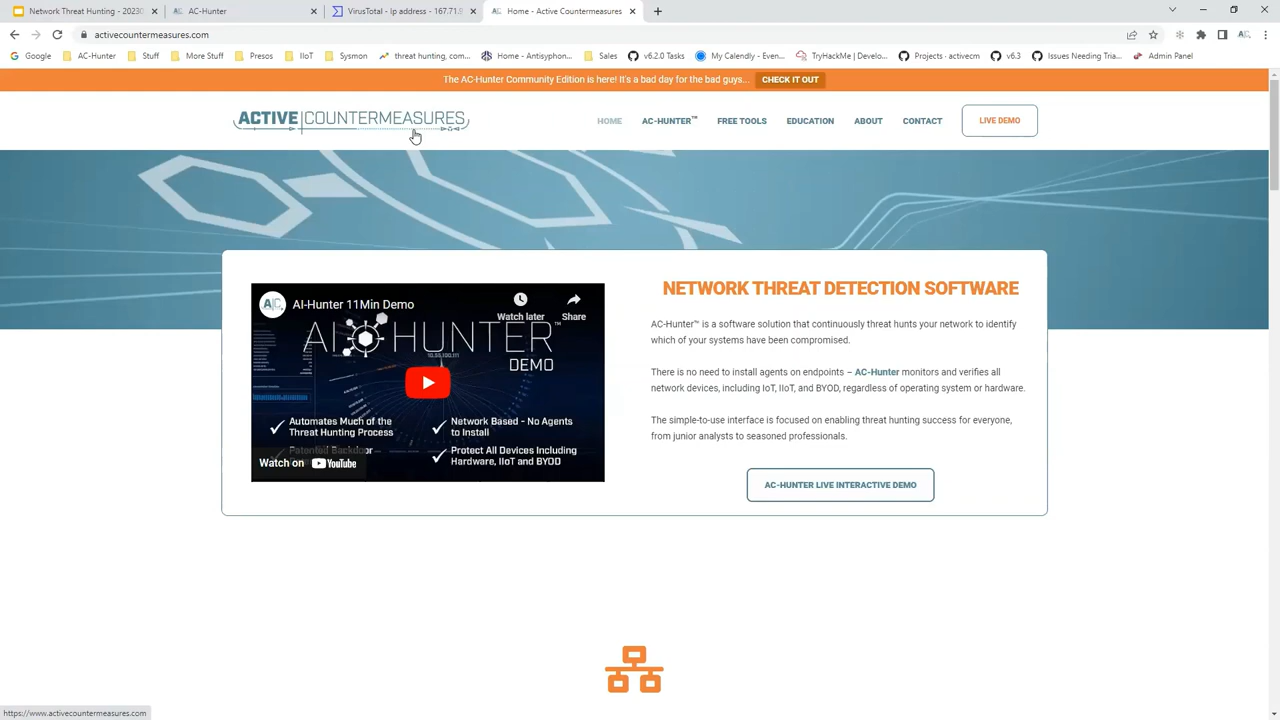 Network Threat Hunting - 20230
AC-Hunter
VirusTotal - Ip address - 167.71.9
Home - Active Countermeasures
activecountermeasures.com
Google
AC-Hunter
Stuff
More Stuff
Presos
IIoT
Sysmon
threat hunting, com...
Home - Antisyphon...
Sales
v6.2.0 Tasks
My Calendly - Even...
TryHackMe | Develo...
Projects · activecm
v6.3
Issues Needing Tria...
Admin Panel
The AC-Hunter Community Edition is here! It's a bad day for the bad guys...
CHECK IT OUT
ACTIVE COUNTERMEASURES
HOME
AC-HUNTER™
FREE TOOLS
EDUCATION
ABOUT
CONTACT
LIVE DEMO
AI-Hunter 11Min Demo
Watch later
Share
AI HUNTER™
10.55.100.111
DEMO
Automates Much of the
Threat Hunting Process
Network Based - No Agents
to Install
Patented Backdoor
Protect All Devices Including
Hardware, IIoT and BYOD
Watch on YouTube
NETWORK THREAT DETECTION SOFTWARE
AC-Hunter™ is a software solution that continuously threat hunts your network to identify
which of your systems have been compromised.
There is no need to install agents on endpoints – AC-Hunter monitors and verifies all
network devices, including IoT, IIoT, and BYOD, regardless of operating system or hardware.
The simple-to-use interface is focused on enabling threat hunting success for everyone,
from junior analysts to seasoned professionals.
AC-HUNTER LIVE INTERACTIVE DEMO
https://www.activecountermeasures.com